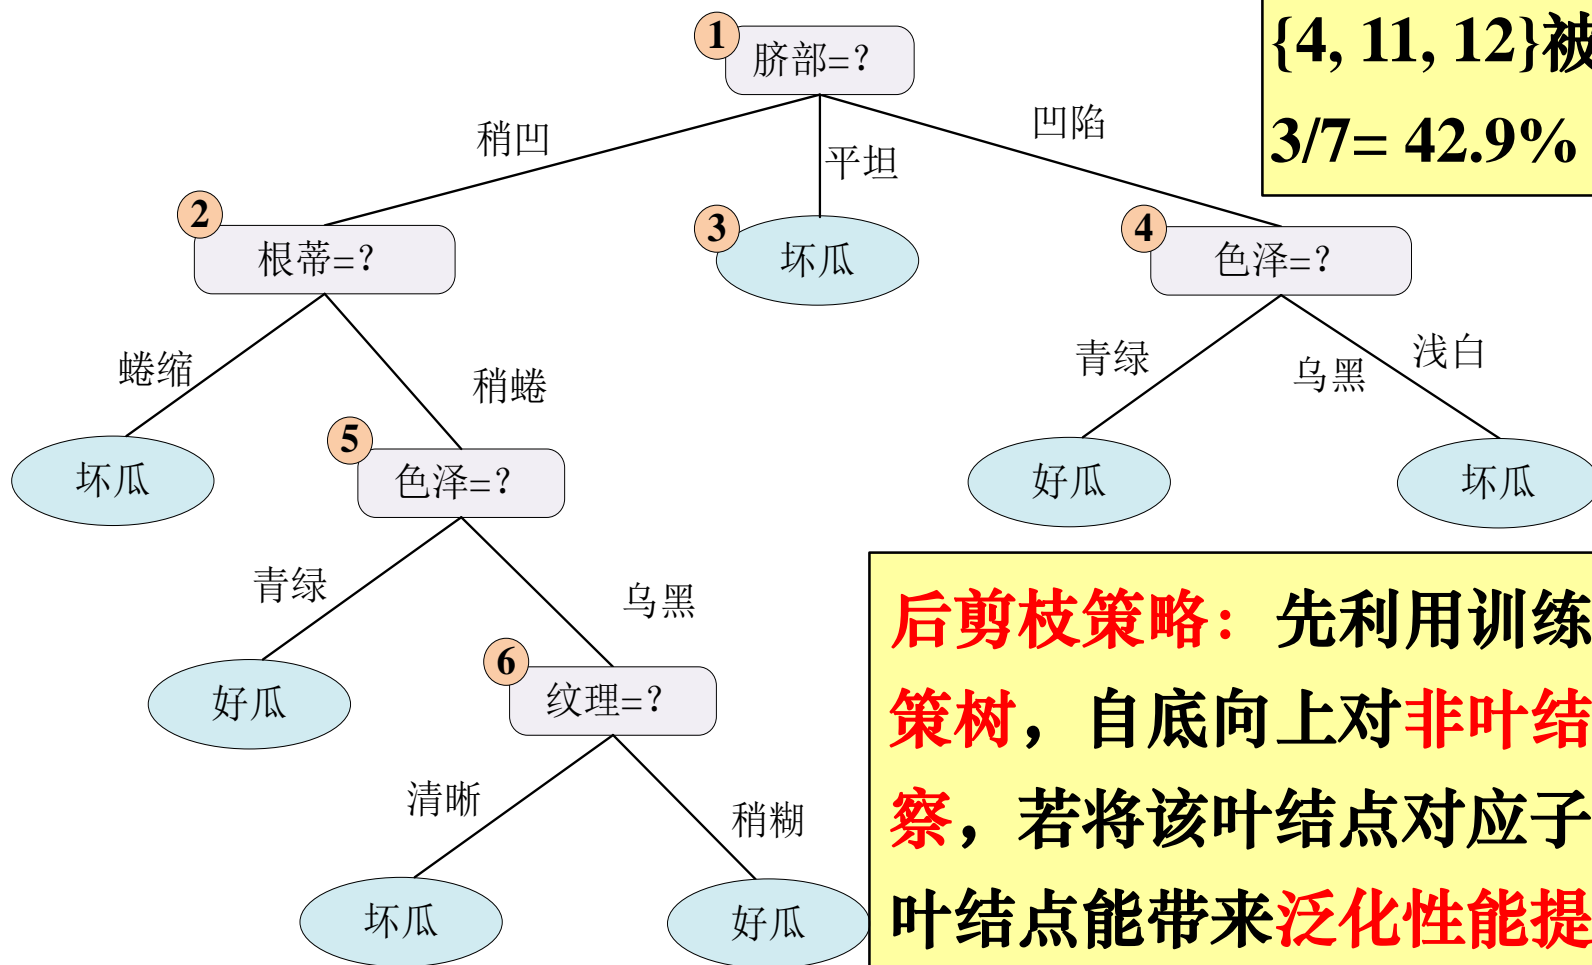 {4, 11, 12}被
3/7= 42.9%
1
脐部=?
稍凹
平坦
凹陷
2
根蒂=?
3
坏瓜
4
色泽=?
蜷缩
稍蜷
青绿
乌黑
浅白
坏瓜
5
色泽=?
好瓜
坏瓜
青绿
乌黑
好瓜
6
纹理=?
清晰
稍糊
坏瓜
好瓜
后剪枝策略：先利用训练
策树，自底向上对非叶结
察，若将该叶结点对应子
叶结点能带来泛化性能提